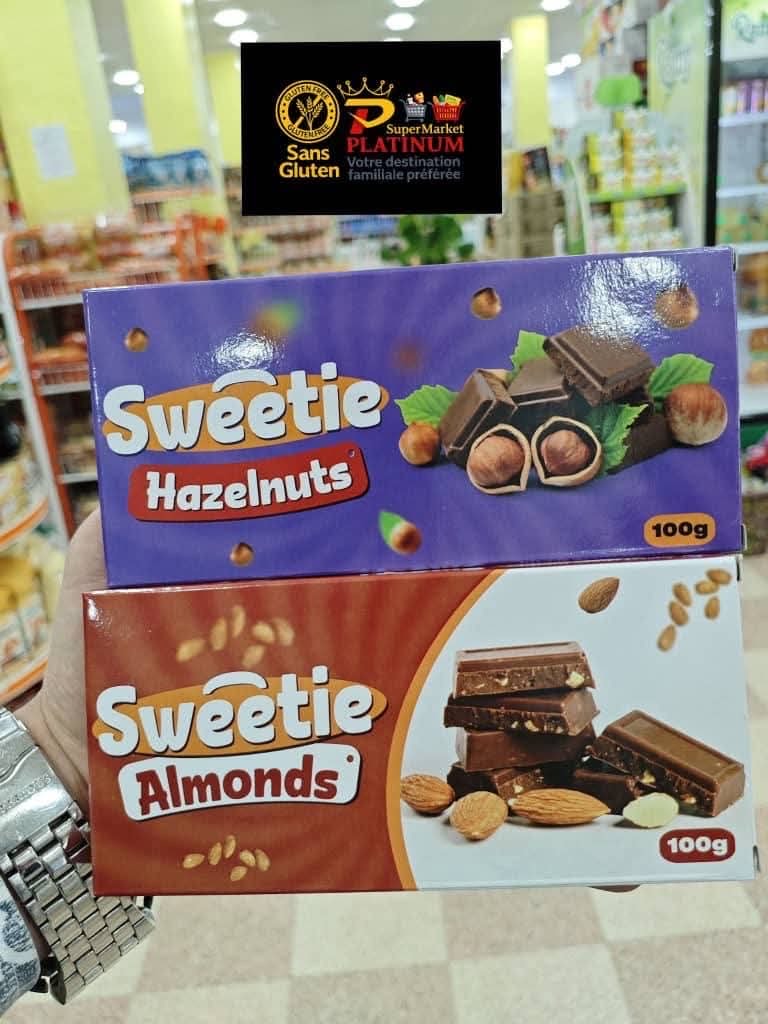 GLUTEN FREE
GLUTEN FREE
Sans
Gluten
SuperMarket
PLATINUM
Votre destination
familiale préférée
Sweetie
Hazelnuts
100g
Sweetie
Almonds
100g